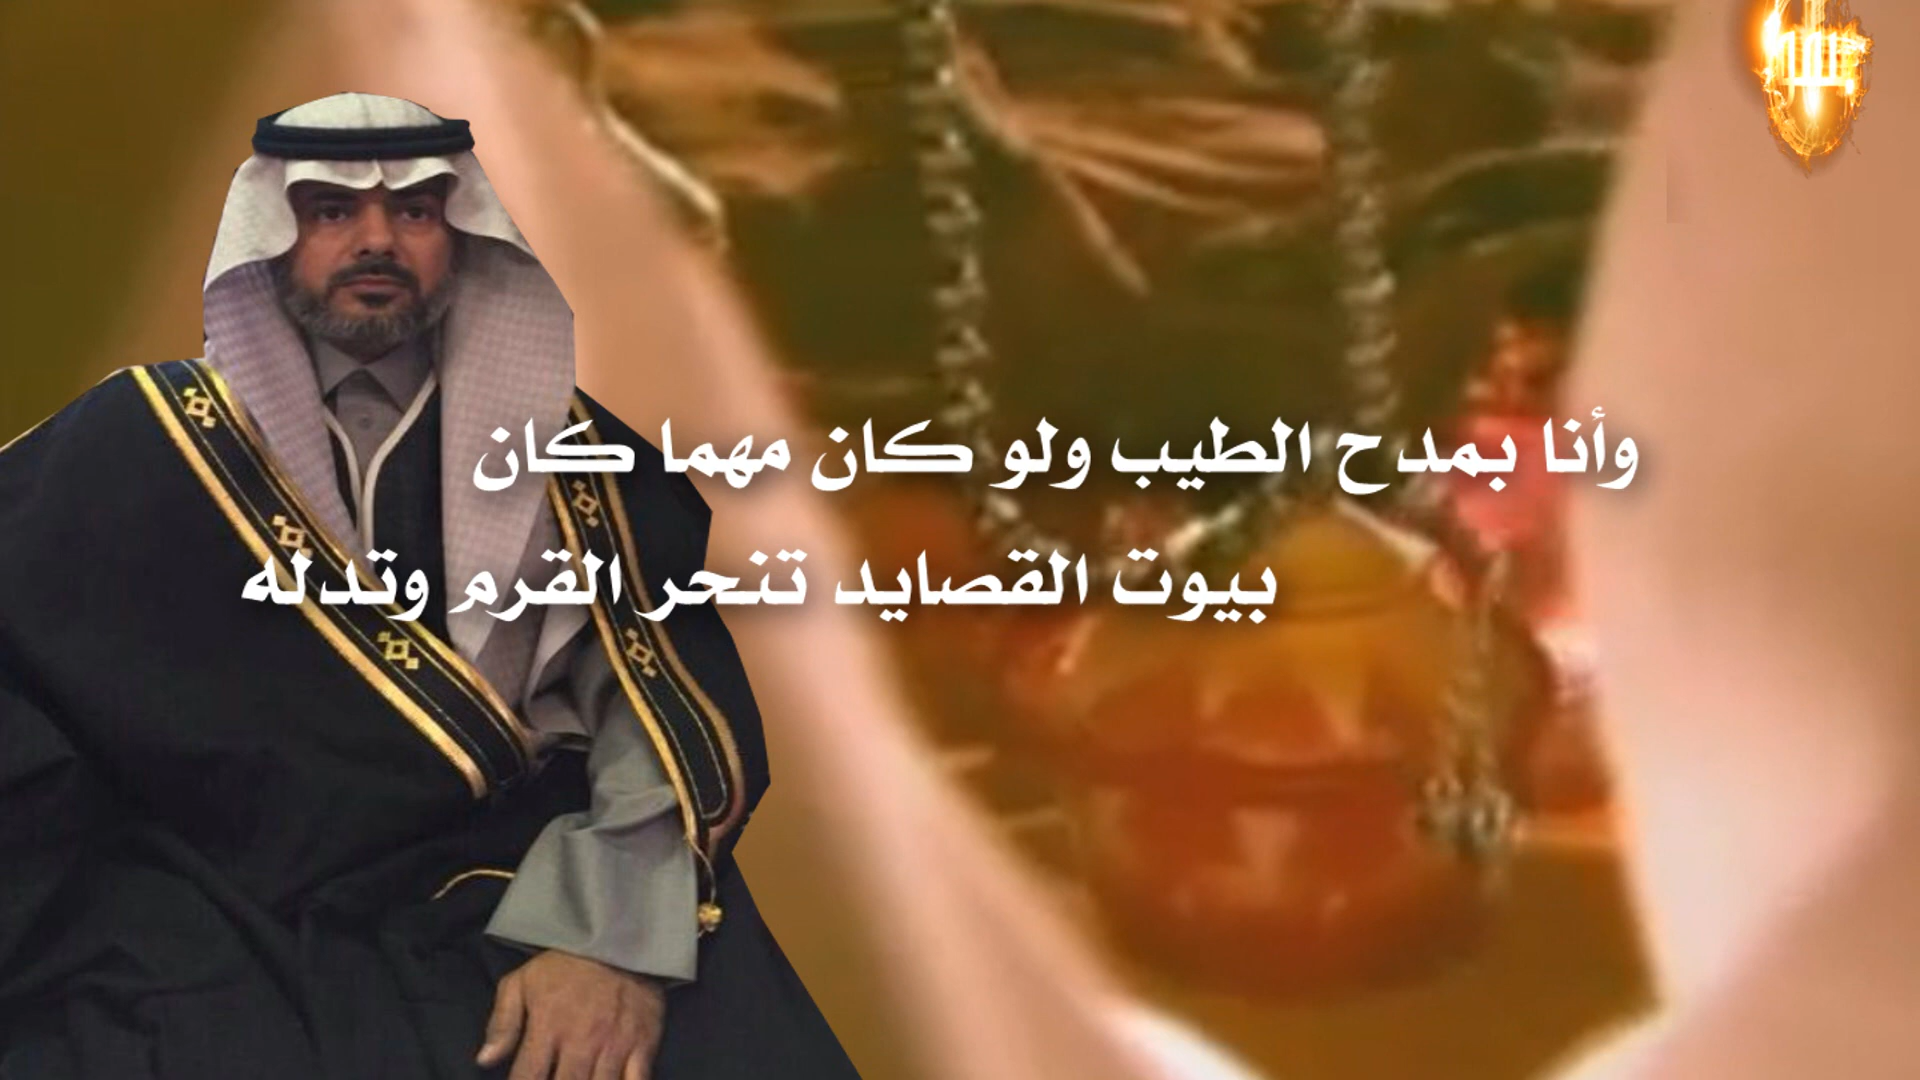 وأنا بمدح الطيب ولو كان مهما كان
بيوت القصايد تنحر القرم وتدله